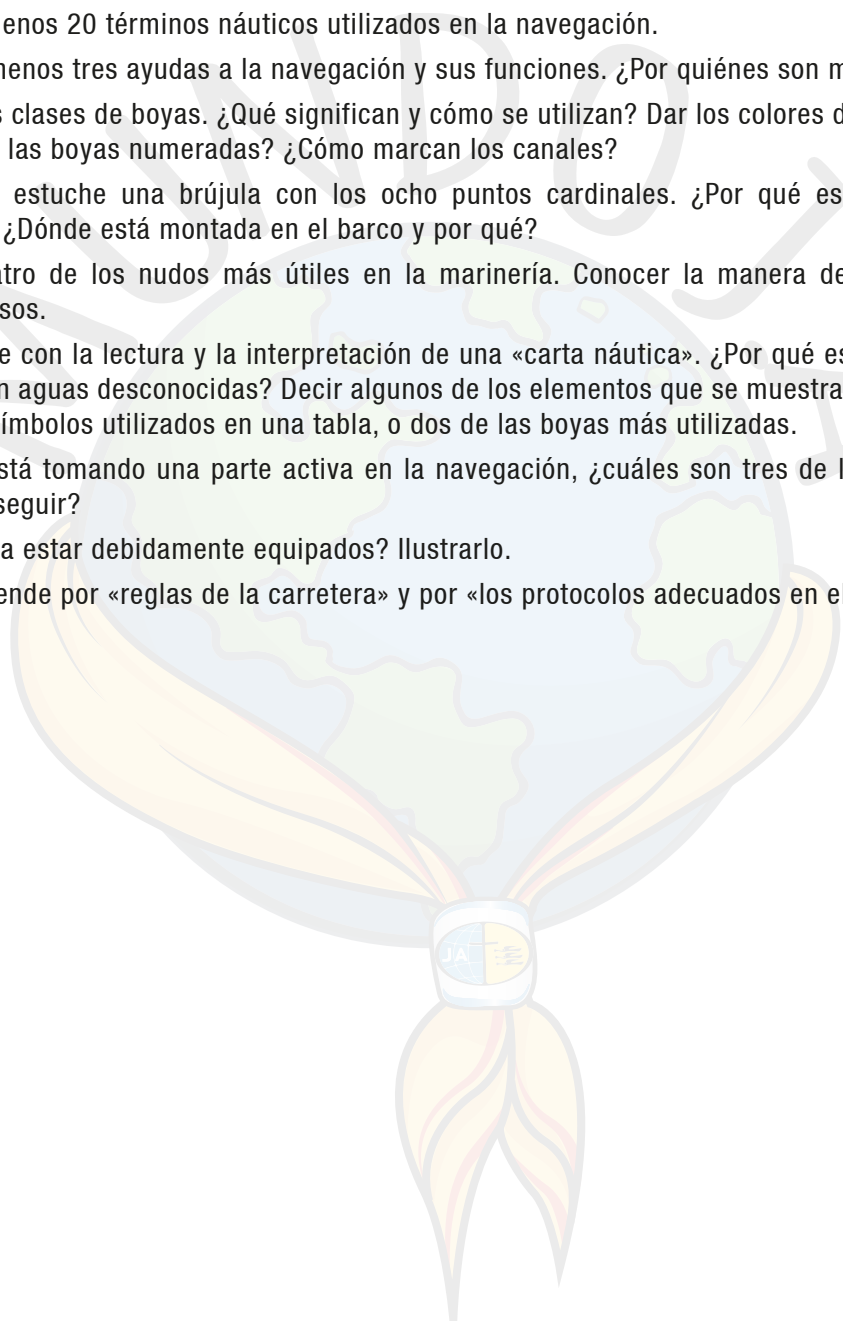 enos 20 términos náuticos utilizados en la navegación.
menos tres ayudas a la navegación y sus funciones. ¿Por quiénes son m
s clases de boyas. ¿Qué significan y cómo se utilizan? Dar los colores d
las boyas numeradas? ¿Cómo marcan los canales?
estuche una brújula con los ocho puntos cardinales. ¿Por qué es
¿Dónde está montada en el barco y por qué?
atro de los nudos más útiles en la marinería. Conocer la manera de
sos.
e con la lectura y la interpretación de una «carta náutica». ¿Por qué es
n aguas desconocidas? Decir algunos de los elementos que se muestra
ímbolos utilizados en una tabla, o dos de las boyas más utilizadas.
stá tomando una parte activa en la navegación, ¿cuáles son tres de l
seguir?
a estar debidamente equipados? Ilustrarlo.
ende por «reglas de la carretera» y por «los protocolos adecuados en el
MUNDO JA
JA